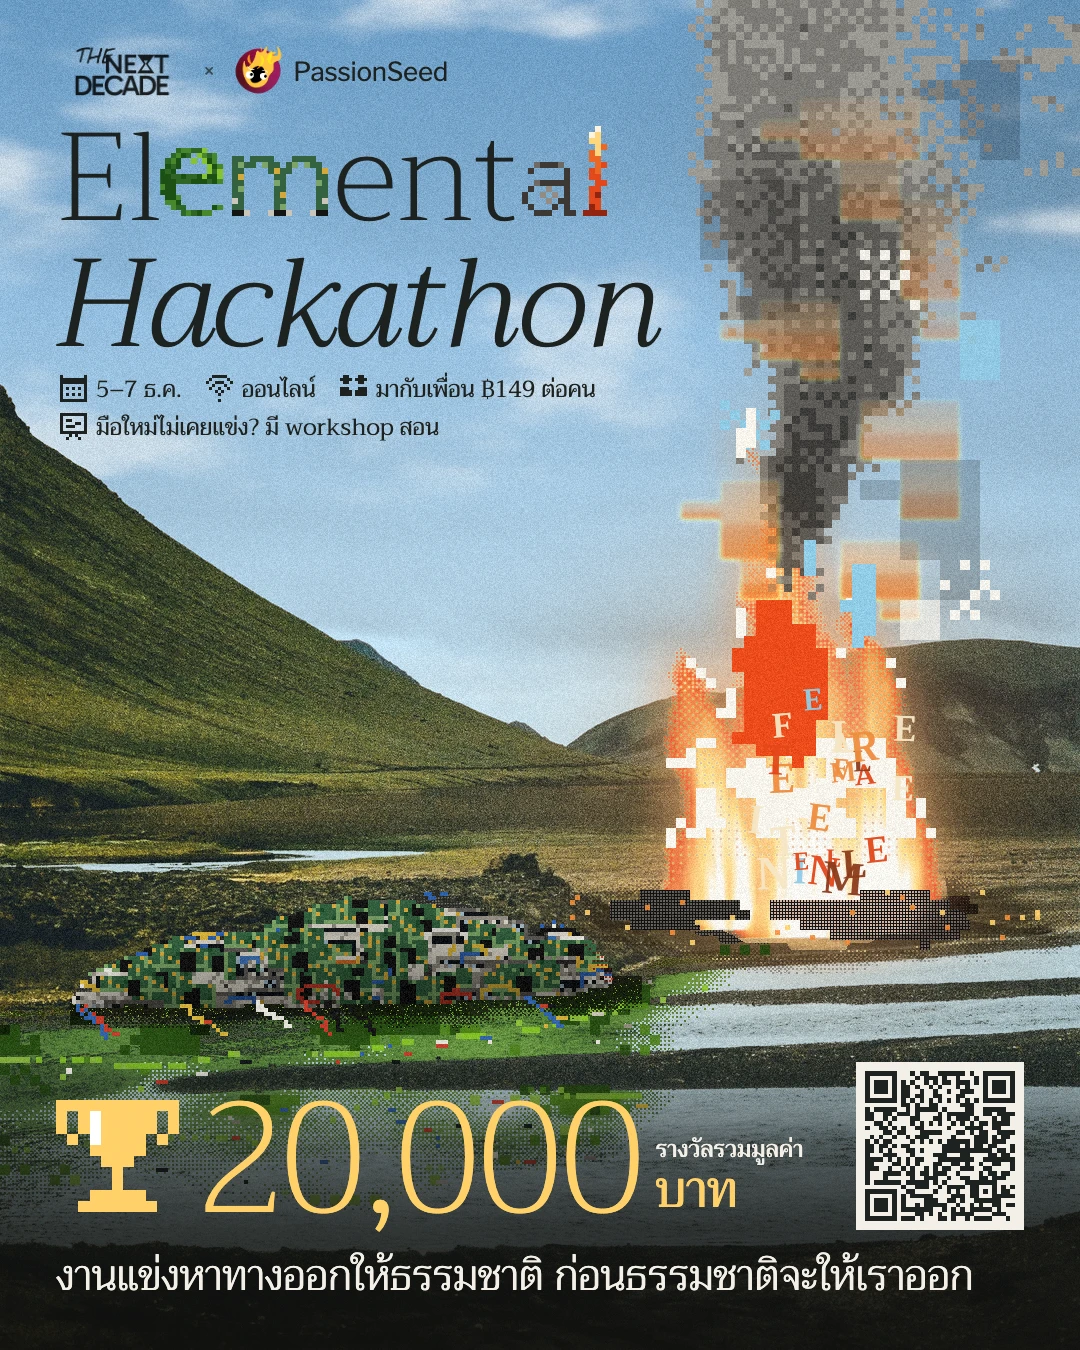 THE NEXT DECADE × PassionSeed
Elemental
Hackathon
5–7 ธ.ค. ออนไลน์ มากับเพื่อน ฿149 ต่อคน
มือใหม่ไม่เคยแข่ง? มี workshop สอน
E
F E
I R
E M A
E
E
E N L E
N I M L
20,000 รางวัลรวมมูลค่า
บาท
งานแข่งหาทางออกให้ธรรมชาติ ก่อนธรรมชาติจะให้เราออก